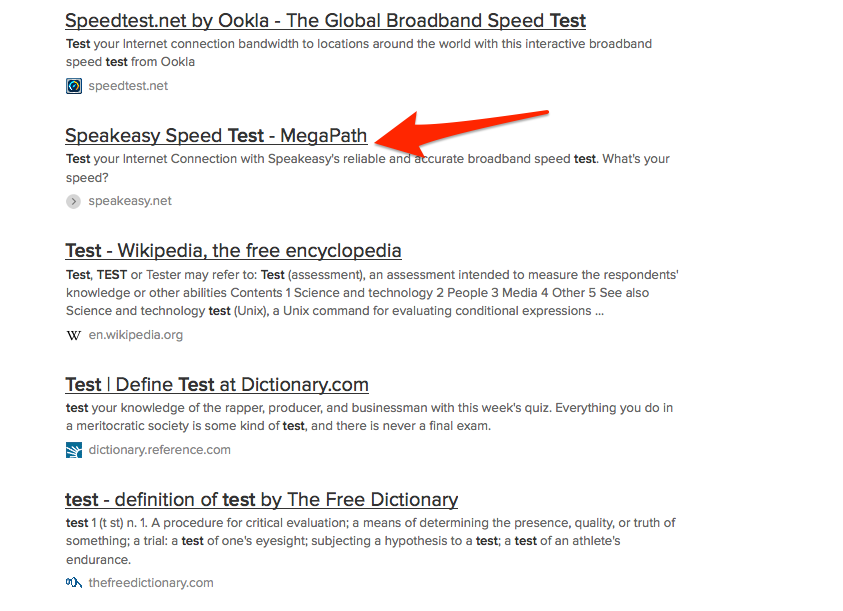 Speedtest.net by Ookla - The Global Broadband Speed Test
Test your Internet connection bandwidth to locations around the world with this interactive broadband
speed test from Ookla
speedtest.net
Speakeasy Speed Test - MegaPath
Test your Internet Connection with Speakeasy's reliable and accurate broadband speed test. What's your
speed?
speakeasy.net
Test - Wikipedia, the free encyclopedia
Test, TEST or Tester may refer to: Test (assessment), an assessment intended to measure the respondents'
knowledge or other abilities Contents 1 Science and technology 2 People 3 Media 4 Other 5 See also
Science and technology test (Unix), a Unix command for evaluating conditional expressions ...
W en.wikipedia.org
Test | Define Test at Dictionary.com
test your knowledge of the rapper, producer, and businessman with this week's quiz. Everything you do in
a meritocratic society is some kind of test, and there is never a final exam.
dictionary.reference.com
test - definition of test by The Free Dictionary
test 1 (t st) n. 1. A procedure for critical evaluation; a means of determining the presence, quality, or truth of
something; a trial: a test of one's eyesight; subjecting a hypothesis to a test; a test of an athlete's
endurance.
thefreedictionary.com